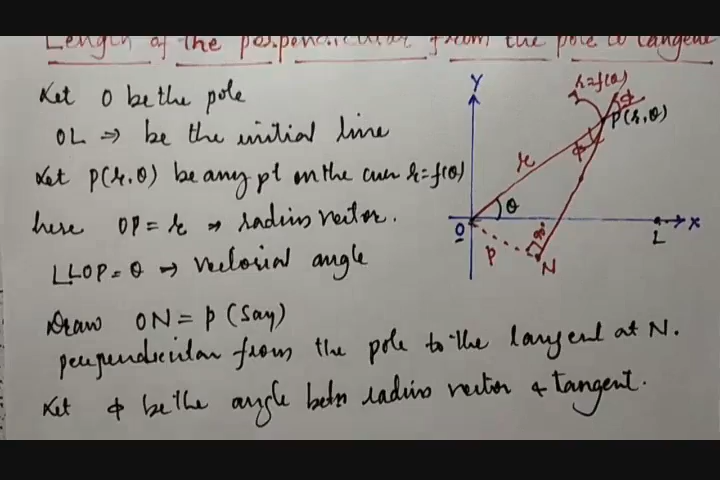 Length of the perpendicular from the pole to tangent
Let O be the pole
OL ⇒ be the initial line
Let P(r,θ) be any pt on the curve r=f(θ)
here OP = r → radius vector.
∠LOP = θ → vectorial angle
Draw ON = p (say)
perpendicular from the pole to the tangent at N.
Let ϕ be the angle betn radius vector & tangent.
Y
r=f(θ)
ϕ
P(r,θ)
r
ϕ
θ
O
L
X
p
90°
N